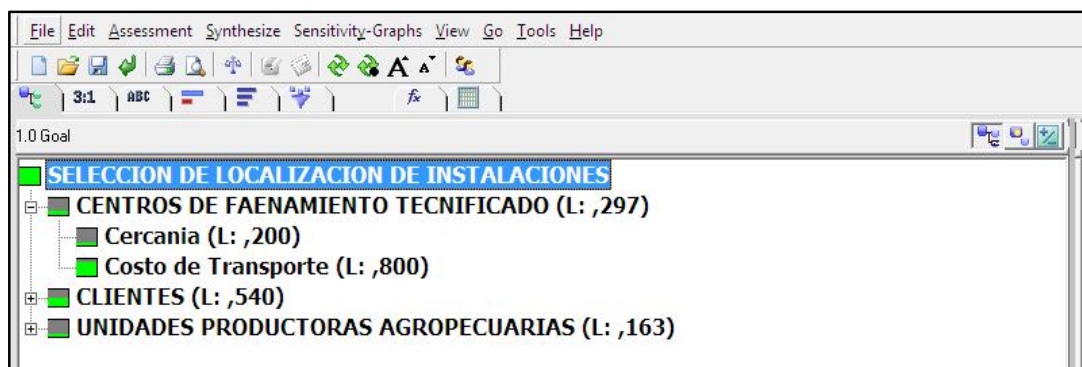 File Edit Assessment Synthesize Sensitivity-Graphs View Go Tools Help
A A
3:1 ABC fx
1.0 Goal
SELECCION DE LOCALIZACION DE INSTALACIONES
CENTROS DE FAENAMIENTO TECNIFICADO (L: ,297)
Cercania (L: ,200)
Costo de Transporte (L: ,800)
CLIENTES (L: ,540)
UNIDADES PRODUCTORAS AGROPECUARIAS (L: ,163)